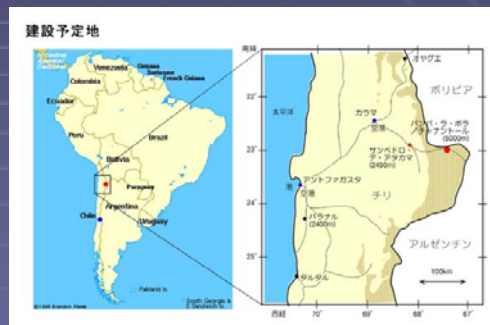 建設予定地
Venezuela
Guyana
Suriname
French Guiana
Colombia
Ecuador
Peru
Brazil
Bolivia
Paraguay
Chile
Argentina
Uruguay
Falkland Is.
South Georgia &
S. Sandwich Is.
南緯
オヤグエ
ボリビア
22°
太平洋
カラマ
空港
パンパ・ラ・ボラ
/チャナントール
(5000m)
サンペドロ・
デ・アタカマ
(2450m)
23°
アントファガスタ
港
空港
チリ
24°
パラナル
(2400m)
アルゼンチン
25°
タルタル
100km
西経
70°
69°
68°
67°